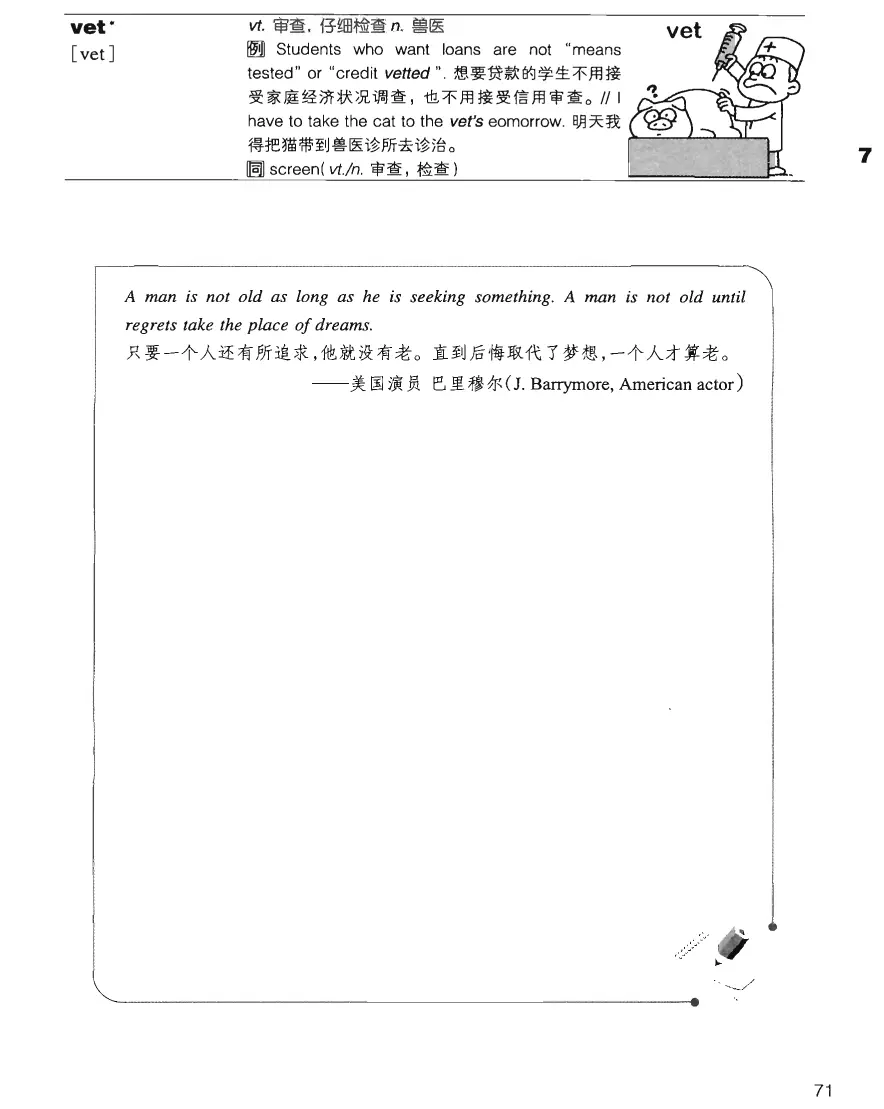 vet*
[vet]
vt. 审查，仔细检查 n. 兽医
例 Students who want loans are not "means
tested" or "credit vetted ". 想要贷款的学生不用接
受家庭经济状况调查，也不用接受信用审查。// I
have to take the cat to the vet's eomorrow. 明天我
得把猫带到兽医诊所去诊治。
同 screen( vt./n. 审查，检查)
vet
?
7
A man is not old as long as he is seeking something. A man is not old until
regrets take the place of dreams.
只要一个人还有所追求,他就没有老。直到后悔取代了梦想,一个人才算老。
——美国演员 巴里穆尔(J. Barrymore, American actor)
71